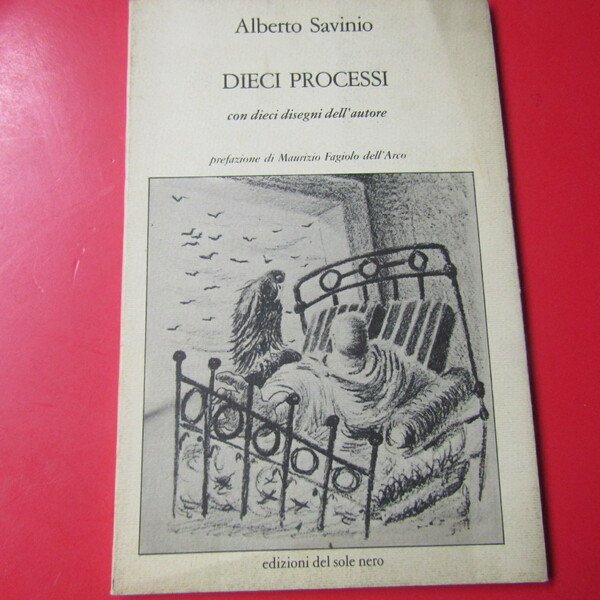 Alberto Savinio
DIECI PROCESSI
con dieci disegni dell'autore
prefazione di Maurizio Fagiolo dell'Arco
edizioni del sole nero